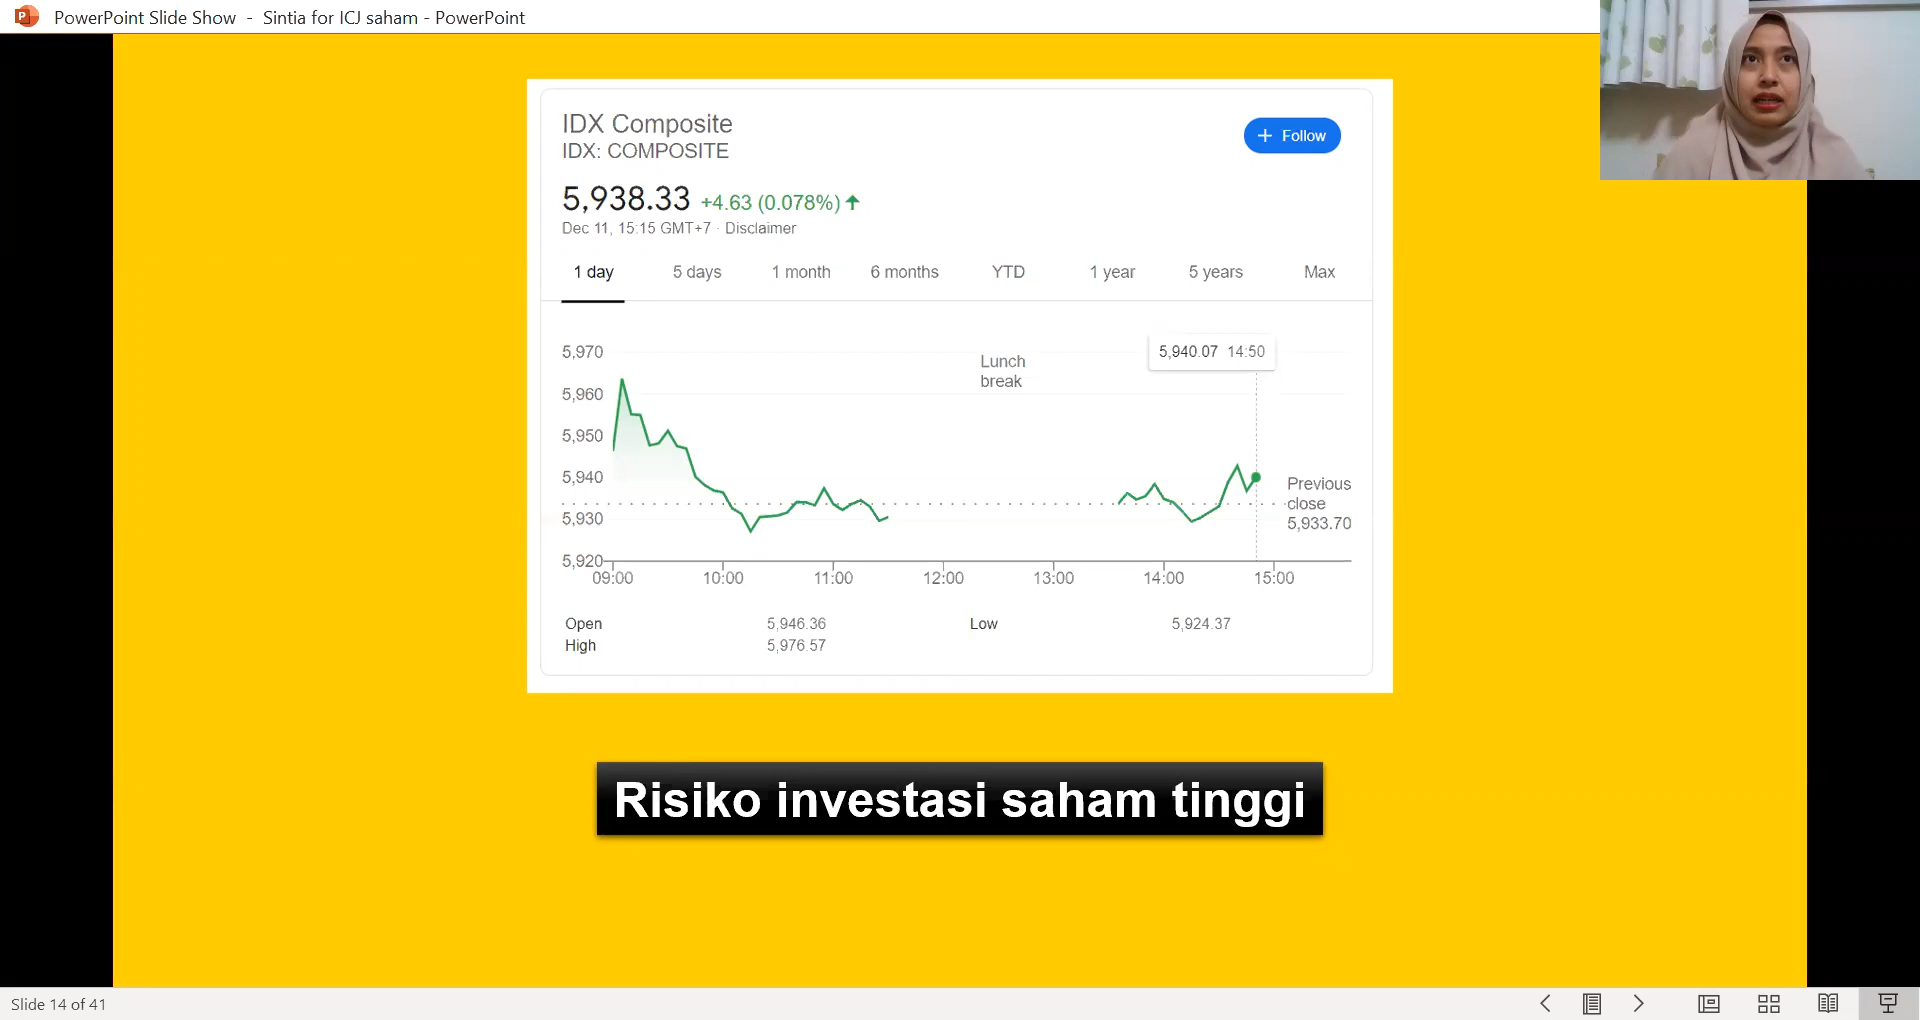 PowerPoint Slide Show - Sintia for ICJ saham - PowerPoint
IDX Composite
IDX: COMPOSITE
+ Follow
5,938.33 +4.63 (0.078%)
Dec 11, 15:15 GMT+7 · Disclaimer
1 day 5 days 1 month 6 months YTD 1 year 5 years Max
5,940.07 14:50
Lunch
break
5,970
5,960
5,950
5,940
5,930
5,920
Previous
close
5,933.70
09:00 10:00 11:00 12:00 13:00 14:00 15:00
Open 5,946.36 Low 5,924.37
High 5,976.57
Risiko investasi saham tinggi
Slide 14 of 41